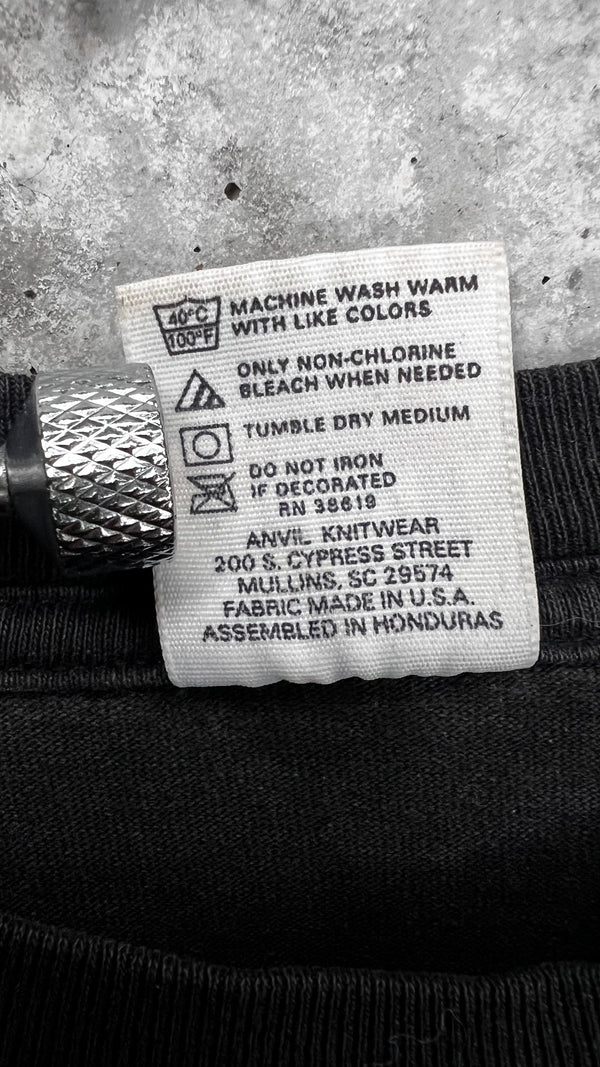 40°C
100°F
MACHINE WASH WARM
WITH LIKE COLORS
ONLY NON-CHLORINE
BLEACH WHEN NEEDED
TUMBLE DRY MEDIUM
DO NOT IRON
IF DECORATED
RN 38619
ANVIL KNITWEAR
200 S. CYPRESS STREET
MULLINS, SC 29574
FABRIC MADE IN U.S.A.
ASSEMBLED IN HONDURAS